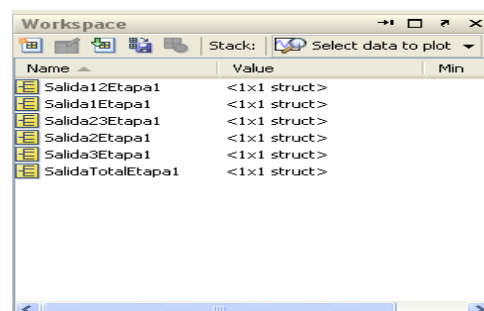 Workspace
Stack: Select data to plot
Name Value Min
Salida12Etapa1 <1x1 struct>
Salida1Etapa1 <1x1 struct>
Salida23Etapa1 <1x1 struct>
Salida2Etapa1 <1x1 struct>
Salida3Etapa1 <1x1 struct>
SalidaTotalEtapa1 <1x1 struct>